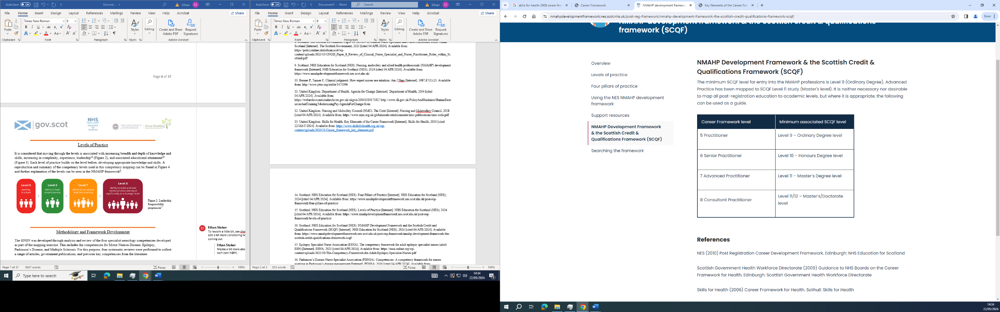 AutoSave Off General... Ethan ES
File Home Insert Draw Design Layout References Mailings Review View Help Acrobat Share
Times New Roman 8
Paste Styles Editing Create and Share Adobe PDF Request Signatures
Clipboard Font Paragraph Styles Adobe Acrobat
Page 6 of 37
gov.scot
NHS
Education for Scotland
THE UNIVERSITY of EDINBURGH
Anne Rowling
Levels of Practice
It is considered that moving through the levels is associated with increasing breadth and depth of knowledge and
skills, increasing in complexity, experience, leadership15 (Figure 2), and associated educational attainment16
(Figure 3). Each level of practice builds on the level before, developing appropriate knowledge and skills. A
reproduction and summary of the competency levels used in this competency mapping can be found in Figure 4
and further explanation of the levels can be seen in the NMAHP framework9.
Level 5
working
in a team
Level 6
ability to lead
a team/service
Level 7
ability to set up and
lead team/service
Level 8
Ability to build and lead
teams/services and input
significantly at a strategic level
Figure 2- Leadership
Responsibility
progression
Methodology and Framework Development
The GNSN was developed through analysis and review of the four specialist neurology competencies developed
as part of the mapping exercise. This includes the competencies for Motor Neuron Disease, Epilepsy,
Parkinson's Disease, and Multiple Sclerosis. For this purpose, four systematic reviews were performed to collect
a range of articles, government publications, and previous key competencies from the literature.
ES Ethan Stoker
To rework a little bit, see
add a bit more considering
coming out
Ethan Stoker
Maybe a bit more
such (see H@H)
Page 7 of 37 8607 words Focus 100%
Type here to search
AutoSave Off Document1 - Word Search Ethan ES
File Home Insert Draw Design Layout References Mailings Review View Help Acrobat Share
Times New Roman 9
Paste Styles Editing Create and Share Adobe PDF Request Signatures
Clipboard Font Paragraph Styles Adobe Acrobat
Scotland [Internet]. The Scottish Government; 2021 [cited 04/APR/2024]. Available from:
https://policyonline.nhslothian.scot/wp-
content/uploads/2023/03/CNOD_Paper_8_Review_of_Clinical_Nurse_Specialist_and_Nurse_Practitioner_Roles_within_Sc
otland.pdf
9. Scotland. NHS Education for Scotland (NES). Nursing, midwifery and allied health professionals (NMAHP) development
framework [Internet]. NHS Education for Scotland (NES); 2024 [cited 04/APR/2024]. Available from:
https://www.nmahpdevelopmentframework.nes.scot.nhs.uk/
10. Benner P, Tanner C. Clinical judgment: How expert nurses use intuition. Am J Nurs [Internet]. 1987;87(1):23. Available
from: http://www.jstor.org/stable/3470396
11. United Kingdom. Department of Health. Agenda for Change [Internet]. Department of Health; 2004 [cited
04/APR/2024]. Available from:
https://webarchive.nationalarchives.gov.uk/ukgwa/20041019171927/http://www.dh.gov.uk/PolicyAndGuidance/HumanReso
urcesAndTraining/ModernisingPay/AgendaForChange/fs/en
12. United Kingdom. Nursing and Midwifery Council (NMC). The Code [Internet]. Nursing and Midewifery Council; 2018
[cited 04/APR/2024]. Available from: https://www.nmc.org.uk/globalassets/sitedocuments/nmc-publications/nmc-code.pdf
13. United Kingdom. Skills for Health. Key Elements of the Career Framework [Internet]. Skills for Health; 2010 [cited
22/MAY/2024]. Available from: https://www.skillsforhealth.org.uk/wp-
content/uploads/2020/11/Career_framework_key_elements.pdf
14. Scotland. NHS Education for Scotland (NES). Four Pillars of Practice [Internet]. NHS Education for Scotland (NES);
2024 [cited 04/APR/2024]. Available from: https://www.nmahpdevelopmentframework.nes.scot.nhs.uk/post-reg-
framework/four-pillars-of-practice/
15. Scotland. NHS Education for Scotland (NES). Levels of Practice [Internet]. NHS Education for Scotland (NES); 2024
[cited 04/APR/2024]. Available from: https://www.nmahpdevelopmentframework.nes.scot.nhs.uk/post-reg-
framework/levels-of-practice/
16. Scotland. NHS Education for Scotland (NES). NMAHP Development Framework and the Scottish Credit and
Qualifications Framework (SCQF) [Internet]. NHS Education for Scotland (NES); 2024 [cited 04/APR/2024]. Available
from: https://www.nmahpdevelopmentframework.nes.scot.nhs.uk/post-reg-framework/nmahp-development-framework-the-
scottish-credit-qualifications-framework-scqf/
15. Epilepsy Specialist Nurse Association (ESNA). The competency framework for adult epilepsy specialist nurses (adult
ESN) [Internet]. ESNA; 2023 [cited 04/APR/2024]. Available from: https://esna-online.org/wp-
content/uploads/2023/08/The-Competency-Framework-for-Adult-Epilepsy-Specialist-Nurses.pdf
16. Parkinson's Disease Nurse Specialist Association (PDNSA). Competencies: A competency framework for nurses
working in Parkinson's disease management [Internet]. PDNSA; 2016 [cited 04/APR/2024]. Available from:
Page 2 of 2 533 words Focus 100%
14:34
22/05/2024
skills for health 2006 career fra
Career Framework
NMAHP development framewo
Key Elements of the Career Fra
nmahpdevelopmentframework.nes.scot.nhs.uk/post-reg-framework/nmahp-development-framework-the-scottish-credit-qualifications-framework-scqf/
Error
NMAHP development framework & the scottish credit & qualifications
framework (SCQF)
Overview
Levels of practice
Four pillars of practice
Using the NES NMAHP development
framework
Support resources
NMAHP Development Framework
& the Scottish Credit &
Qualifications Framework (SCQF)
Searching the framework
NMAHP Development Framework & the Scottish Credit &
Qualifications Framework (SCQF)
The minimum SCQF level for entry into the NMAHP professions is Level 9 (Ordinary Degree). Advanced
Practice has been mapped to SCQF Level 11 study (Master's level). It is neither necessary nor desirable
to map all post-registration education to academic levels, but where it is appropriate, the following
can be used as a guide.
Career Framework level Minimum associated SCQF level
5 Practitioner Level 9 – Ordinary Degree level
6 Senior Practitioner Level 10 – Honours Degree level
7 Advanced Practitioner Level 11 – Master's Degree level
8 Consultant Practitioner Level 11/12 – Master's/Doctorate
level
References
NES (2010) Post Registration Career Development Framework. Edinburgh: NHS Education for Scotland
Scottish Government Health Workforce Directorate (2009) Guidance to NHS Boards on the Career
Framework for Health. Edinburgh: Scottish Government Health Workforce Directorate
Skills for Health (2006) Career Framework for Health. Solihull: Skills for Health
14:34
22/05/2024